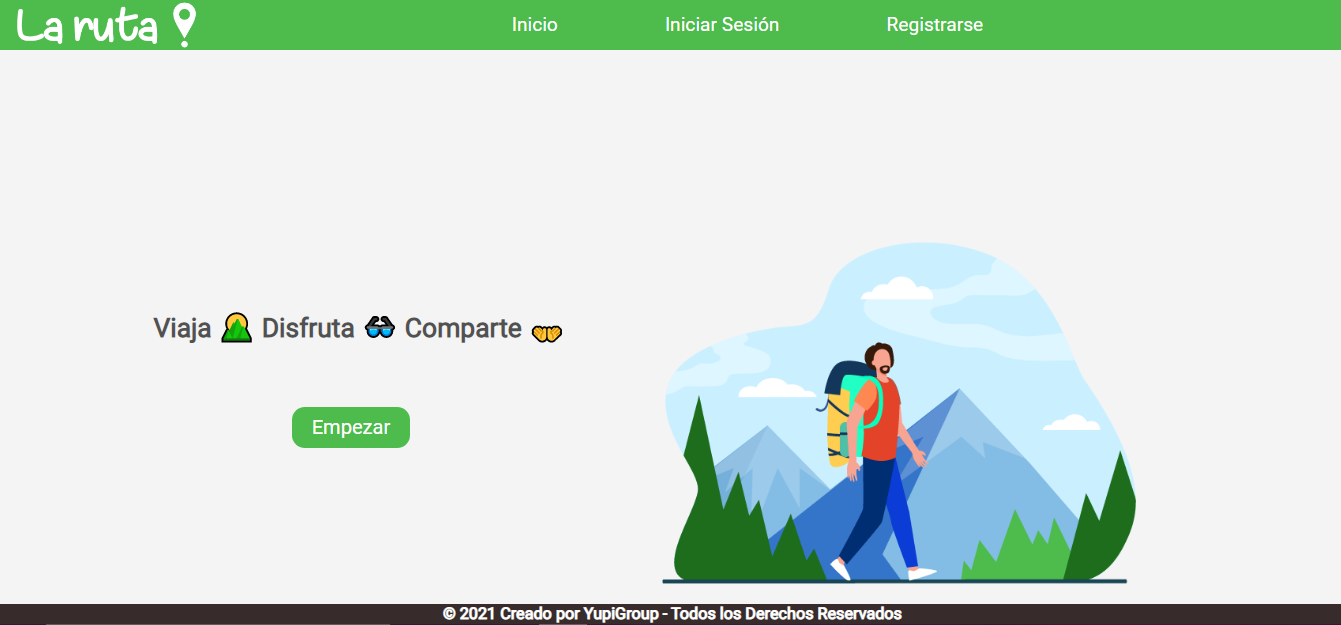 La ruta
Inicio
Iniciar Sesión
Registrarse
Viaja Disfruta Comparte
Empezar
© 2021 Creado por YupiGroup - Todos los Derechos Reservados